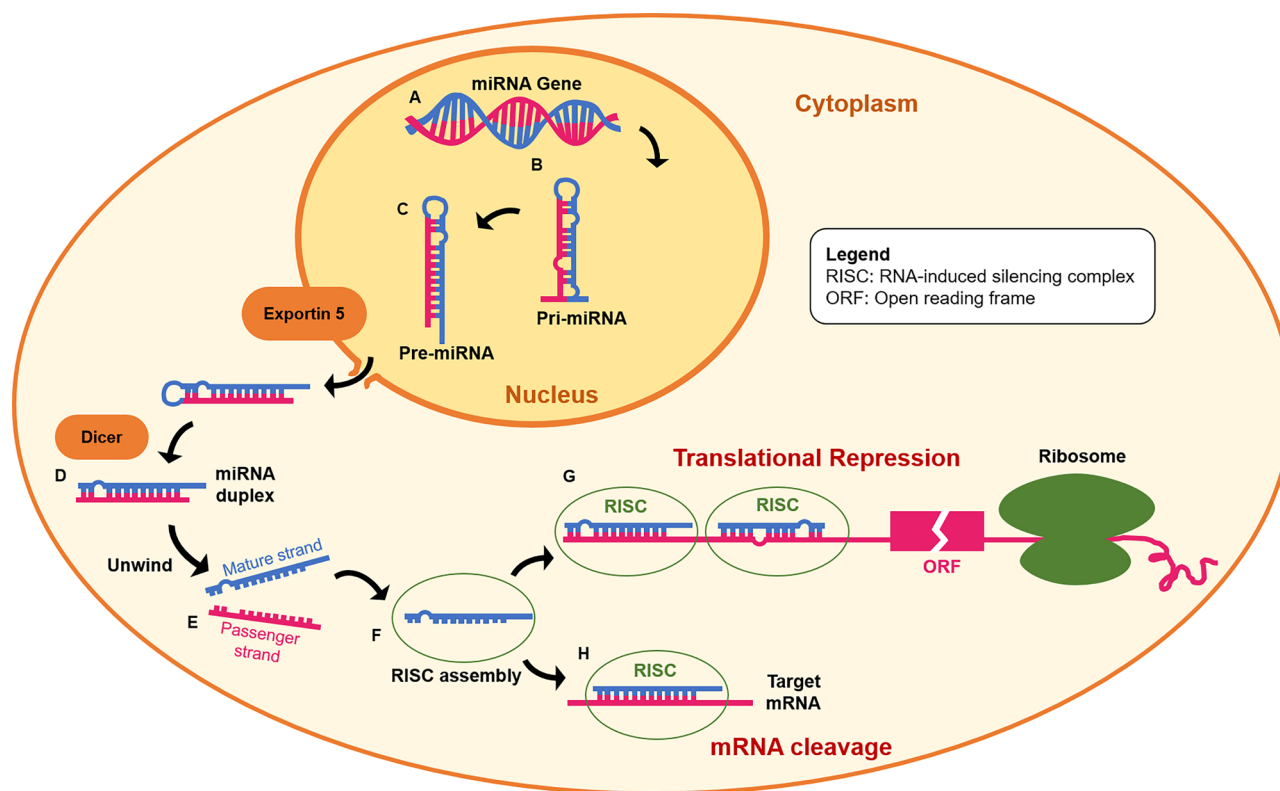 A
miRNA Gene
Cytoplasm
B
C
Legend
RISC: RNA-induced silencing complex
ORF: Open reading frame
Exportin 5
Pri-miRNA
Pre-miRNA
Nucleus
Dicer
D
miRNA
duplex
Unwind
Mature strand
E
Passenger
strand
F
RISC assembly
Translational Repression
Ribosome
G
RISC
RISC
ORF
H
RISC
Target
mRNA
mRNA cleavage